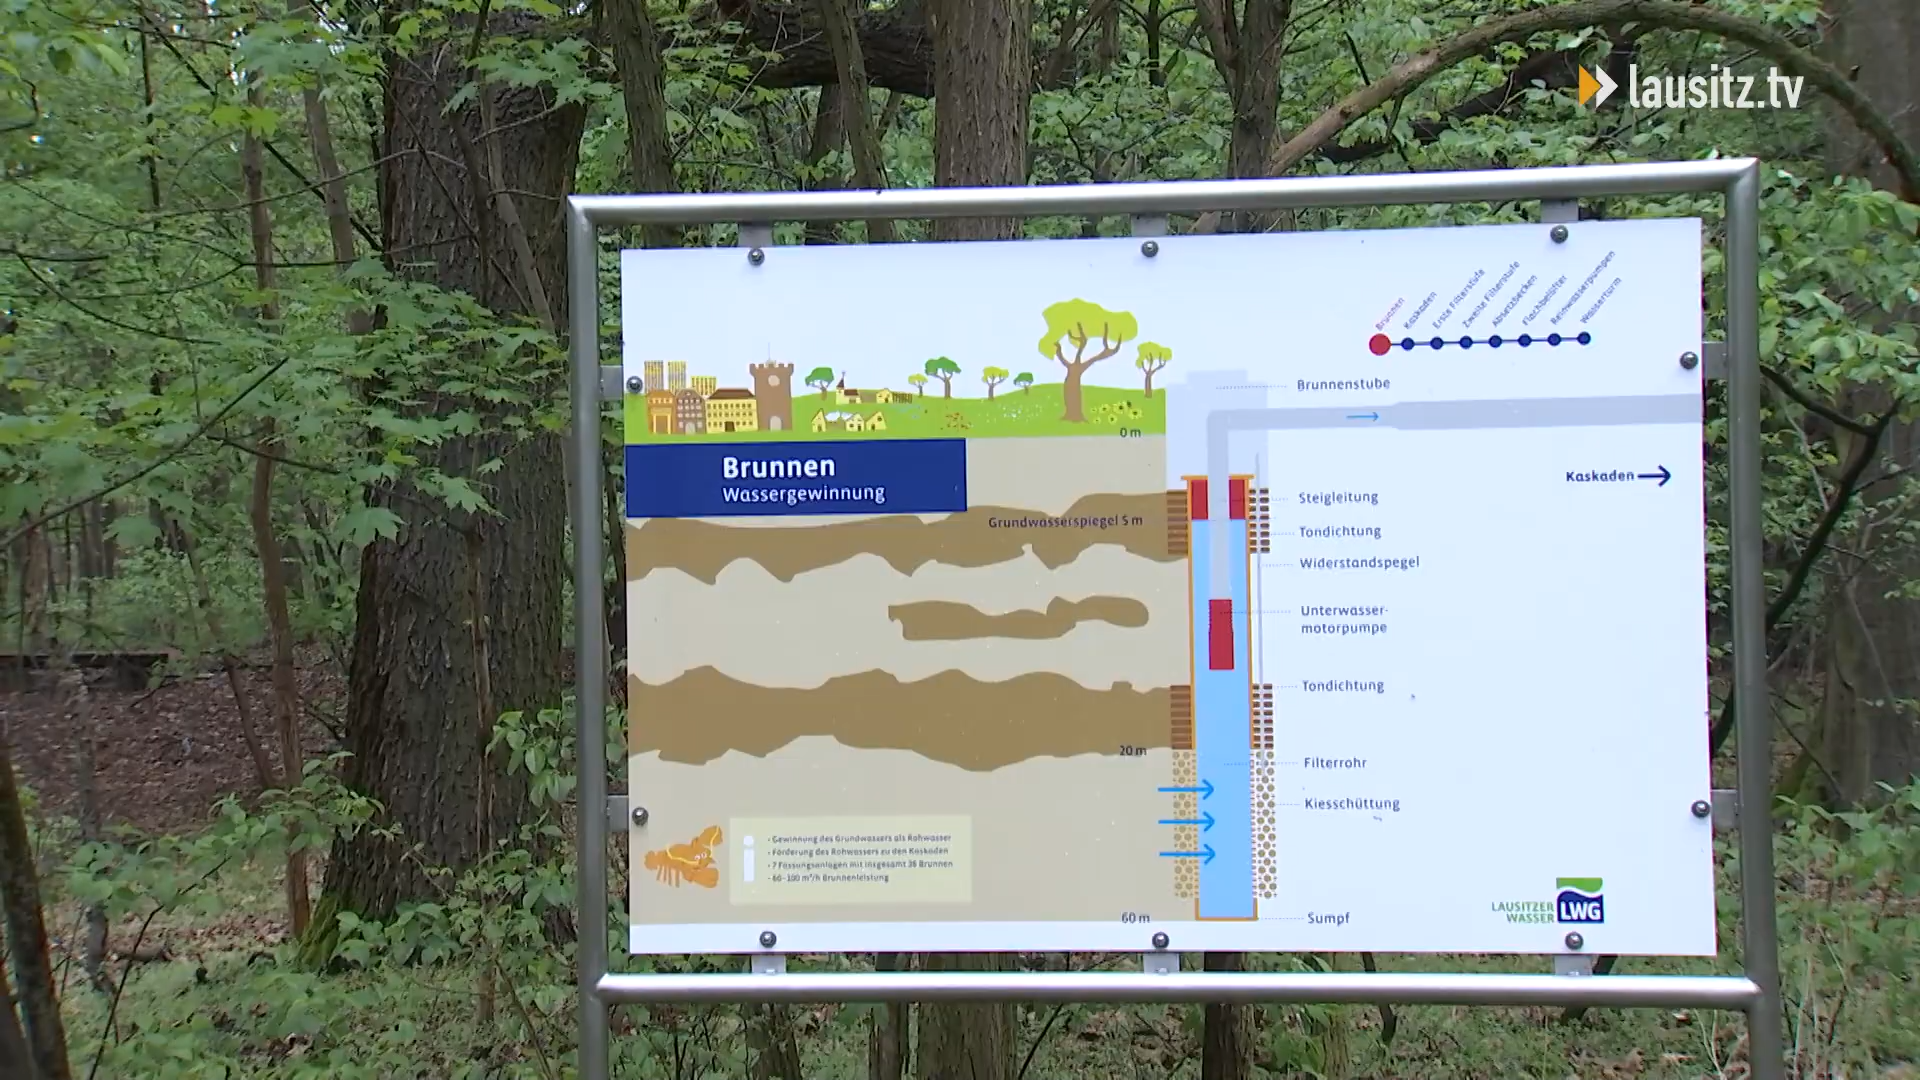 lausitz.tv
Brunnen
Kaskaden
Erste Filterstufe
Zweite Filterstufe
Absetzbecken
Flachbelüfter
Reinwasserpumpen
Wasserturm
Brunnenstube
0 m
Brunnen
Wassergewinnung
Kaskaden
Steigleitung
Grundwasserspiegel 5 m
Tondichtung
Widerstandspegel
Unterwasser-
motorpumpe
Tondichtung
20 m
Filterrohr
Kiesschüttung
- Gewinnung des Grundwassers als Rohwasser
- Förderung des Rohwassers zu den Kaskaden
- 7 Fassungsanlagen mit insgesamt 38 Brunnen
- 60-100 m³/h Brunnenleistung
60 m
Sumpf
LAUSITZER
WASSER
LWG